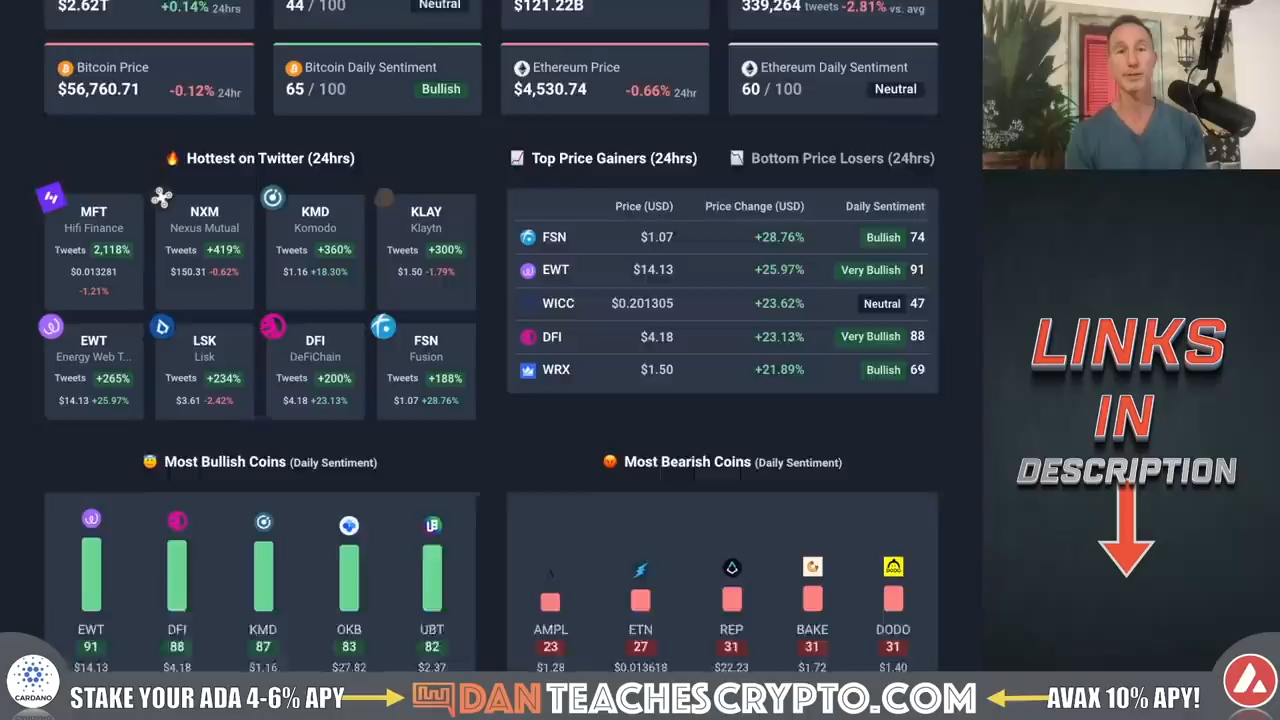 $2.62T +0.14% 24hrs
44 / 100 Neutral
$121.22B
339,264 tweets -2.81% vs. avg
Bitcoin Price
$56,760.71 -0.12% 24hr
Bitcoin Daily Sentiment
65 / 100 Bullish
Ethereum Price
$4,530.74 -0.66% 24hr
Ethereum Daily Sentiment
60 / 100 Neutral
Hottest on Twitter (24hrs)
MFT
Hifi Finance
Tweets 2,118%
$0.013281
-1.21%
NXM
Nexus Mutual
Tweets +419%
$150.31 -0.62%
KMD
Komodo
Tweets +360%
$1.16 +18.30%
KLAY
Klaytn
Tweets +300%
$1.50 -1.79%
EWT
Energy Web T...
Tweets +265%
$14.13 +25.97%
LSK
Lisk
Tweets +234%
$3.61 -2.42%
DFI
DeFiChain
Tweets +200%
$4.18 +23.13%
FSN
Fusion
Tweets +188%
$1.07 +28.76%
Top Price Gainers (24hrs) Bottom Price Losers (24hrs)
Price (USD) Price Change (USD) Daily Sentiment
FSN $1.07 +28.76% Bullish 74
EWT $14.13 +25.97% Very Bullish 91
WICC $0.201305 +23.62% Neutral 47
DFI $4.18 +23.13% Very Bullish 88
WRX $1.50 +21.89% Bullish 69
Most Bullish Coins (Daily Sentiment)
EWT DFI KMD OKB UBT
91 88 87 83 82
$14.13 $4.18 $1.16 $27.82 $2.37
Most Bearish Coins (Daily Sentiment)
DODO
AMPL ETN REP BAKE DODO
23 27 31 31 31
$1.28 $0.013618 $22.23 $1.72 $1.40
LINKS
IN
DESCRIPTION
CARDANO
STAKE YOUR ADA 4-6% APY
DANTEACHESCRYPTO.COM
AVAX 10% APY!